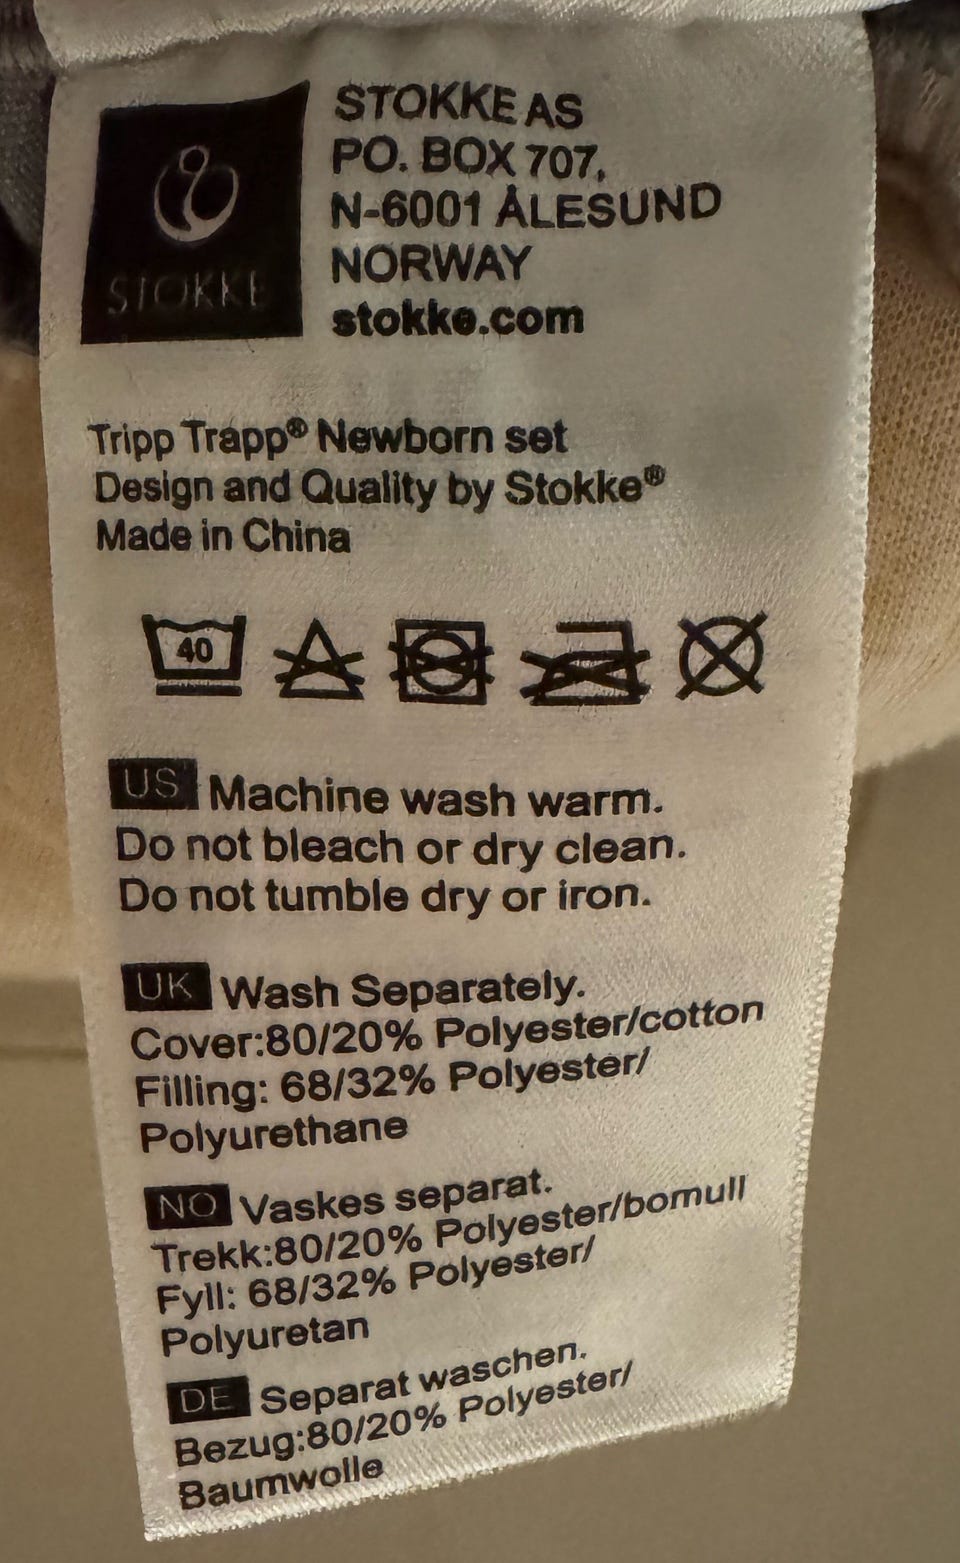 STOKKE
STOKKE AS
PO. BOX 707,
N-6001 ÅLESUND
NORWAY
stokke.com
Tripp Trapp® Newborn set
Design and Quality by Stokke®
Made in China
40
US Machine wash warm.
Do not bleach or dry clean.
Do not tumble dry or iron.
UK Wash Separately.
Cover:80/20% Polyester/cotton
Filling: 68/32% Polyester/
Polyurethane
NO Vaskes separat.
Trekk:80/20% Polyester/bomull
Fyll: 68/32% Polyester/
Polyuretan
DE Separat waschen.
Bezug:80/20% Polyester/
Baumwolle